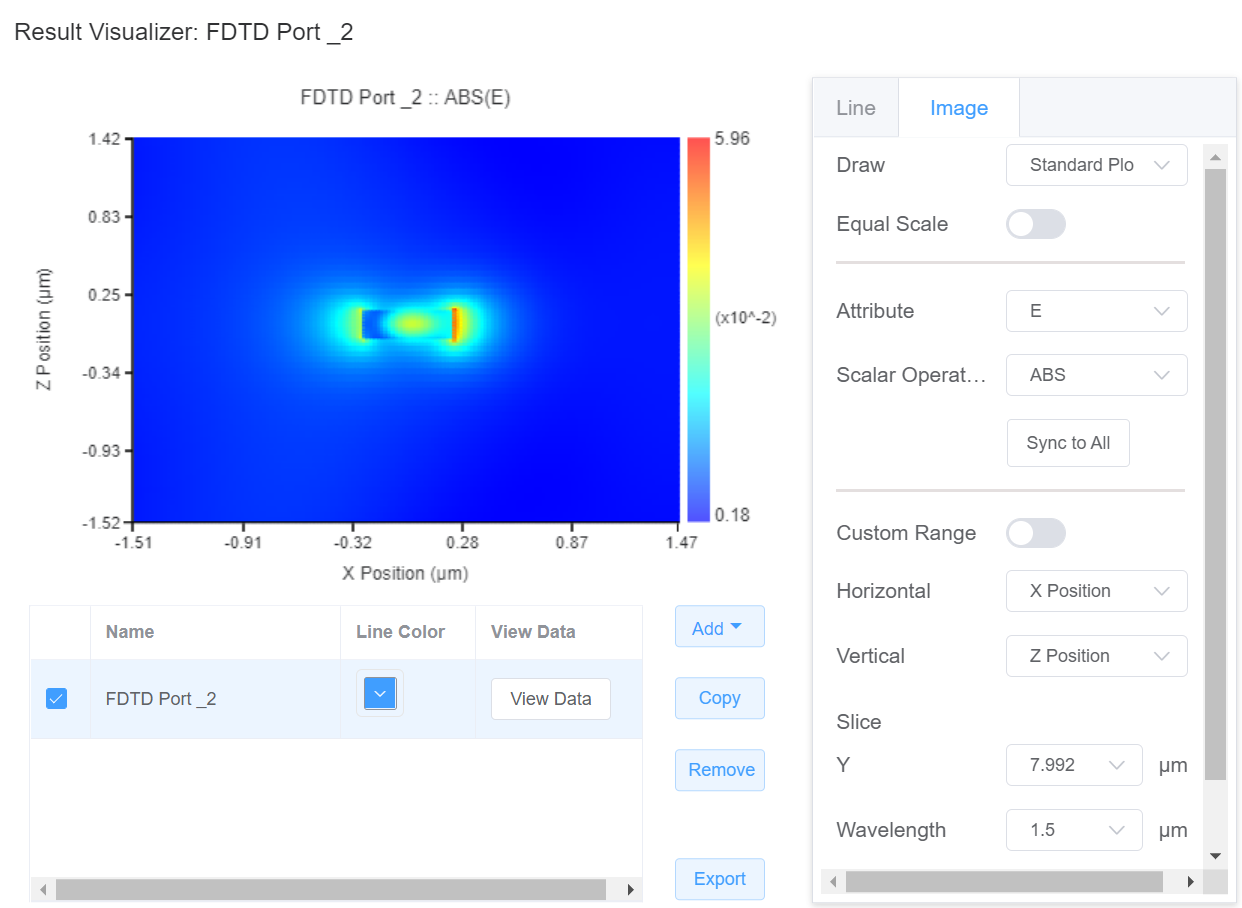 Result Visualizer: FDTD Port _2
FDTD Port _2 :: ABS(E)
1.42
0.83
0.25
-0.34
-0.93
-1.52
Z Position (µm)
-1.51 -0.91 -0.32 0.28 0.87 1.47
X Position (µm)
5.96
(x10^-2)
0.18
Name Line Color View Data
FDTD Port _2 View Data
Add
Copy
Remove
Export
Line Image
Draw Standard Plo
Equal Scale
Attribute E
Scalar Operat... ABS
Sync to All
Custom Range
Horizontal X Position
Vertical Z Position
Slice
Y 7.992 µm
Wavelength 1.5 µm